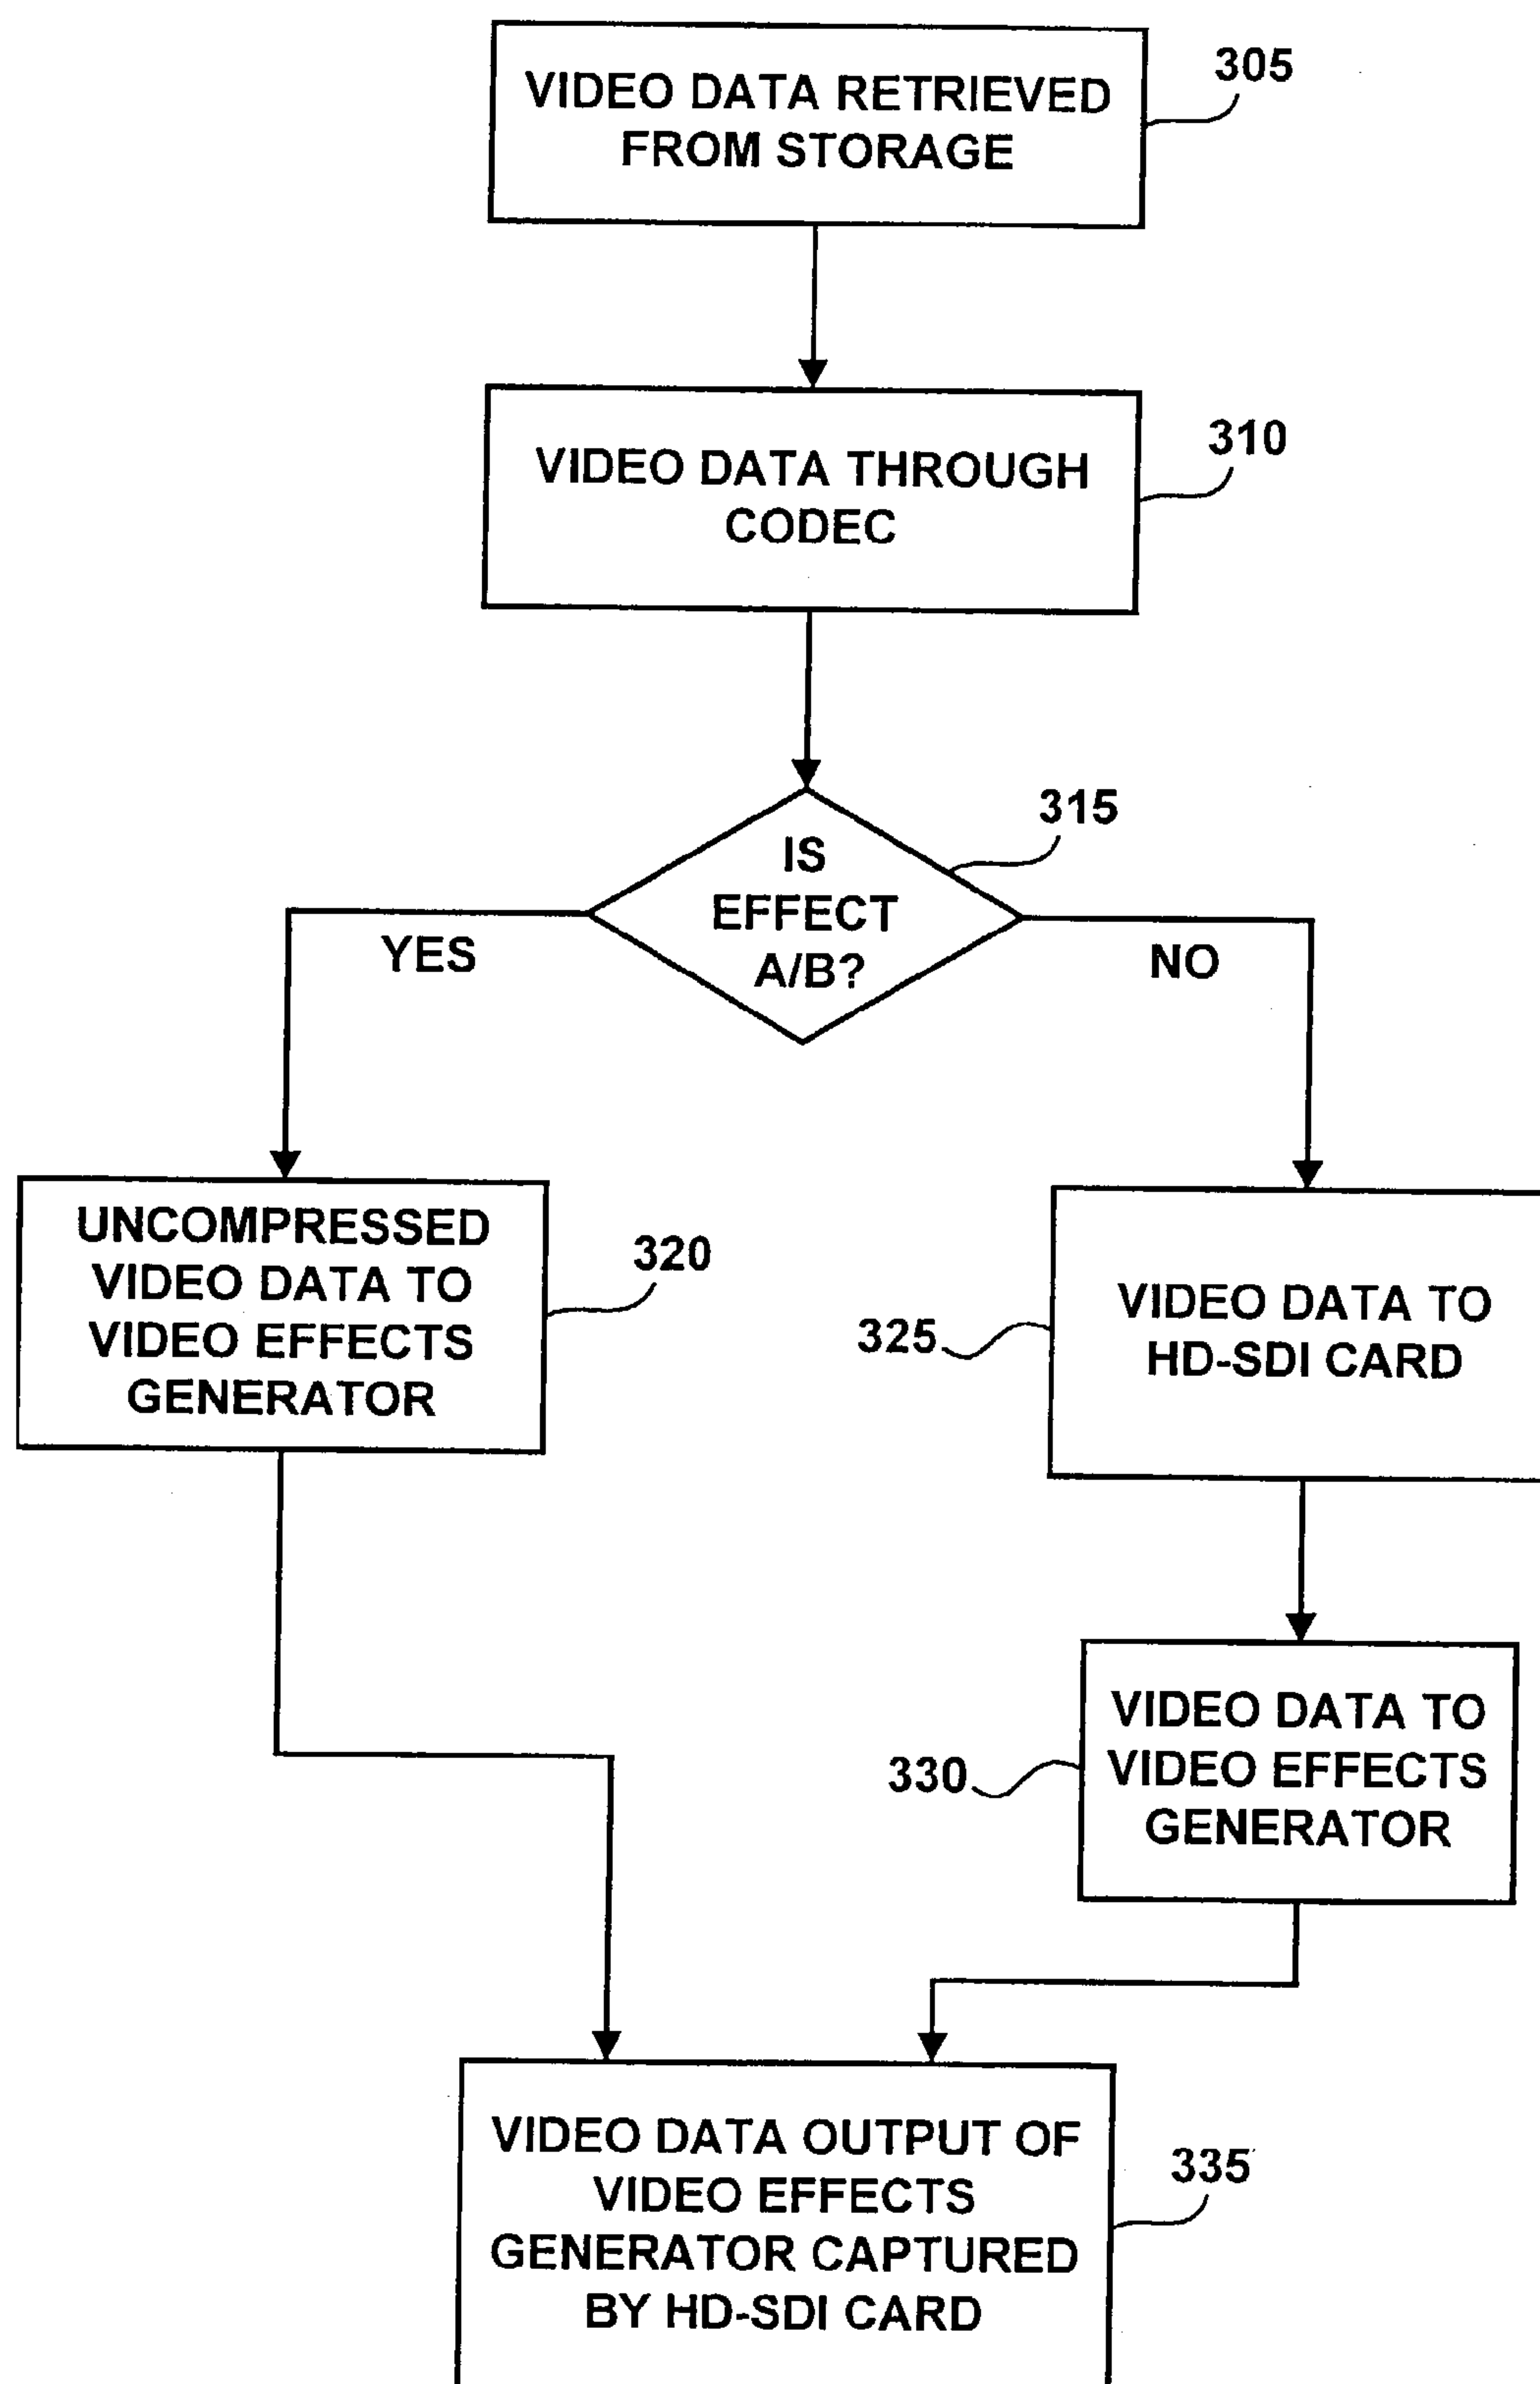 VIDEO DATA RETRIEVED
FROM STORAGE
305
VIDEO DATA THROUGH
CODEC
310
IS
EFFECT
A/B?
315
YES
NO
UNCOMPRESSED
VIDEO DATA TO
VIDEO EFFECTS
GENERATOR
320
325
VIDEO DATA TO
HD-SDI CARD
330
VIDEO DATA TO
VIDEO EFFECTS
GENERATOR
VIDEO DATA OUTPUT OF
VIDEO EFFECTS
GENERATOR CAPTURED
BY HD-SDI CARD
335